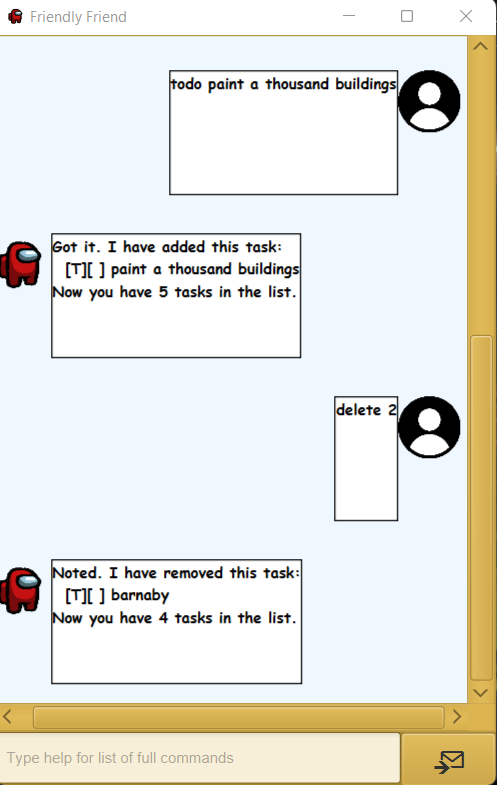 Friendly Friend
todo paint a thousand buildings
Got it. I have added this task:
[T][ ] paint a thousand buildings
Now you have 5 tasks in the list.
delete 2
Noted. I have removed this task:
[T][ ] barnaby
Now you have 4 tasks in the list.
Type help for list of full commands